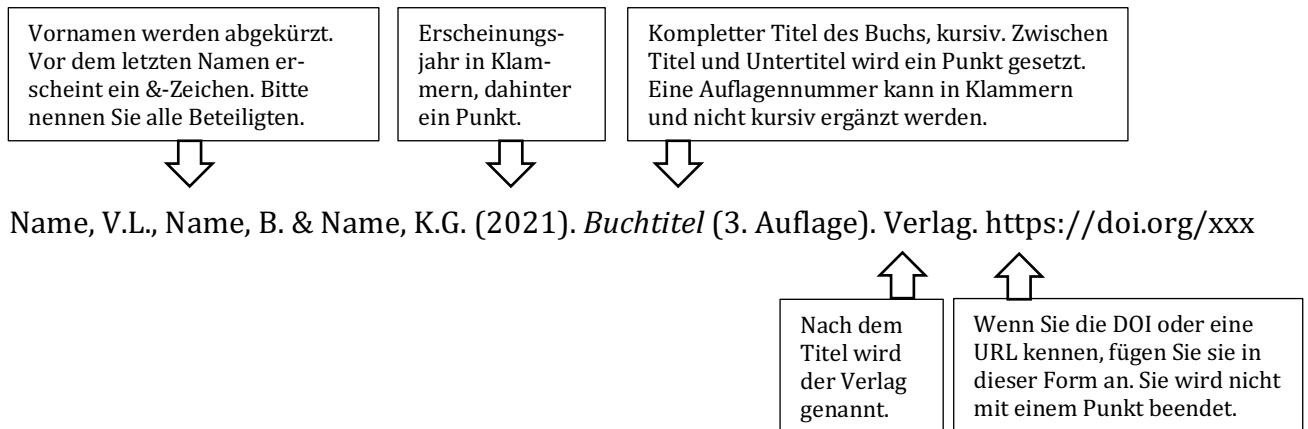 Vornamen werden abgekürzt.
Vor dem letzten Namen er-
scheint ein &-Zeichen. Bitte
nennen Sie alle Beteiligten.
Erscheinungs-
jahr in Klam-
mern, dahinter
ein Punkt.
Kompletter Titel des Buchs, kursiv. Zwischen
Titel und Untertitel wird ein Punkt gesetzt.
Eine Auflagennummer kann in Klammern
und nicht kursiv ergänzt werden.
Name, V.L., Name, B. & Name, K.G. (2021). Buchtitel (3. Auflage). Verlag. https://doi.org/xxx
Nach dem
Titel wird
der Verlag
genannt.
Wenn Sie die DOI oder eine
URL kennen, fügen Sie sie in
dieser Form an. Sie wird nicht
mit einem Punkt beendet.